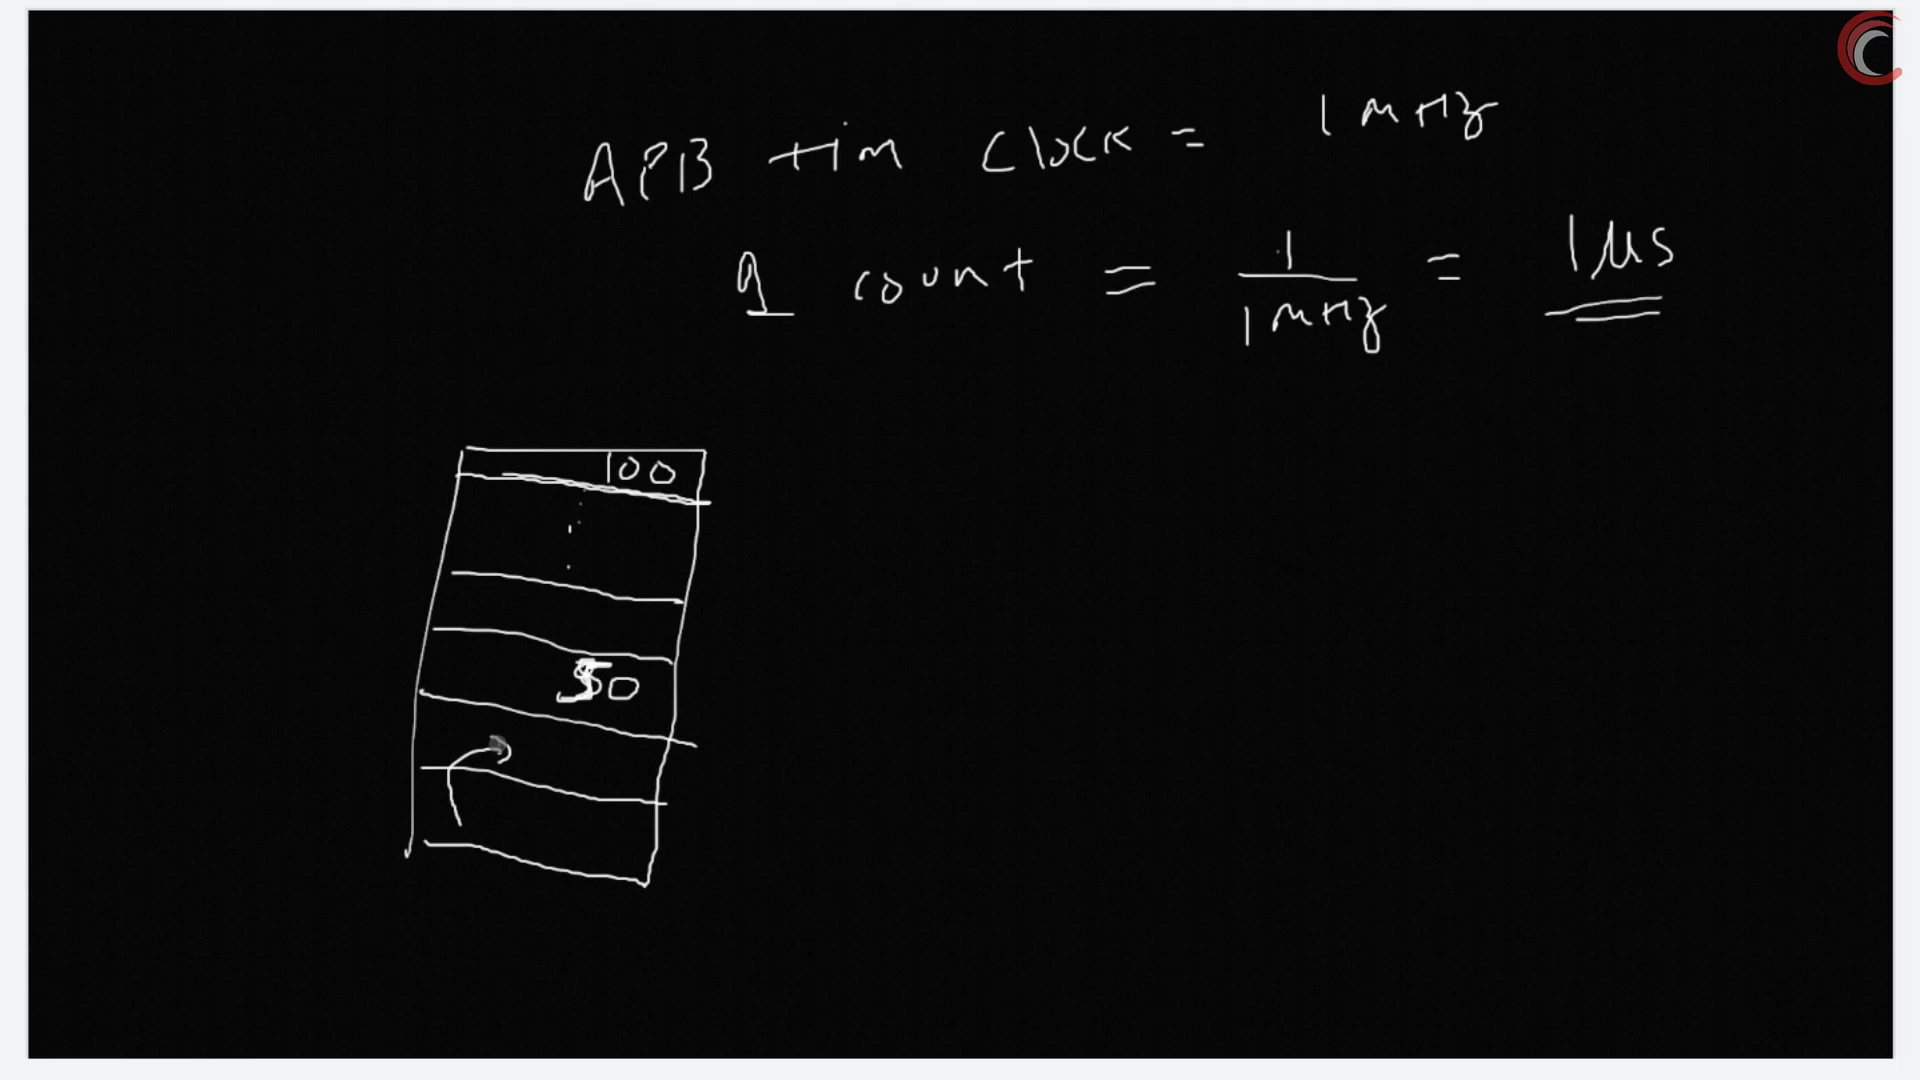 APB tim clock = 1 MHz
1 count = 1 / 1 MHz = 1 μs
100
50